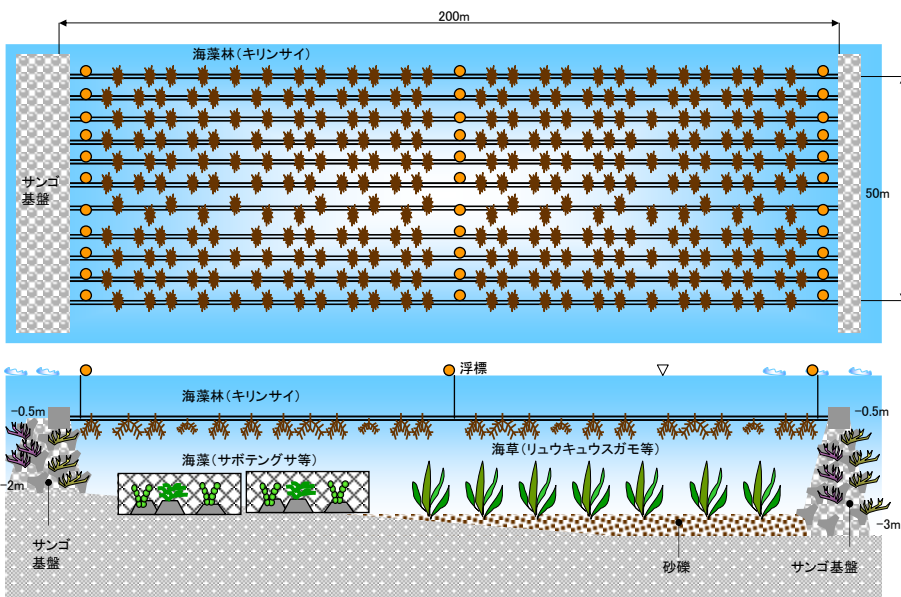 200m
海藻林(キリンサイ)
サンゴ
基盤
50m
浮標
海藻林(キリンサイ)
-0.5m
-0.5m
海藻(サボテングサ等)
海草(リュウキュウスガモ等)
-2m
-3m
サンゴ
基盤
砂礫
サンゴ基盤